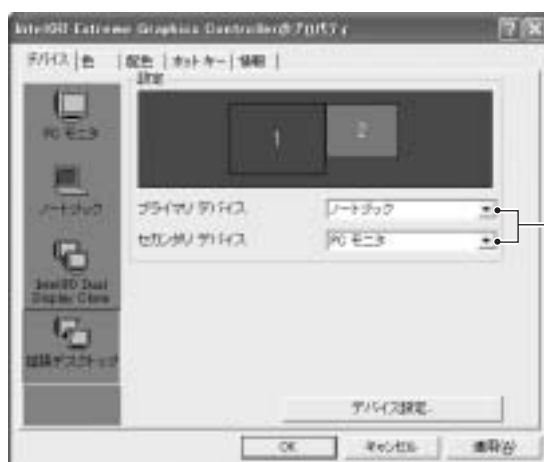 Intel(R) Extreme Graphics Controllerのプロパティ
デバイス 色 配色 ホット キー 情報
設定
1
2
PC モニタ
ノートブック
Intel(R) Dual Display Clone
拡張デスクトップ
プライマリ デバイス
ノートブック
セカンダリ デバイス
PC モニタ
デバイス設定
OK
キャンセル
適用(A)